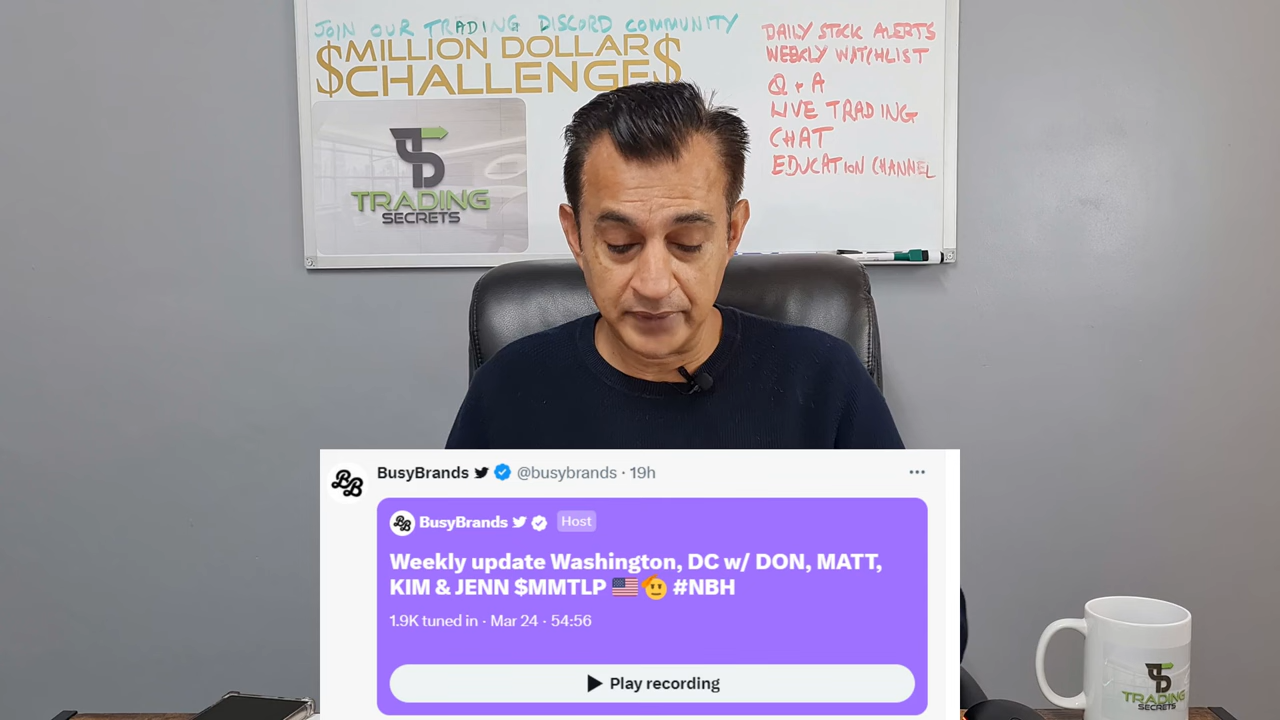 JOIN OUR TRADING DISCORD COMMUNITY
$MILLION DOLLAR
CHALLENGE$
TRADING
SECRETS
DAILY STOCK ALERTS
WEEKLY WATCHLIST
Q & A
LIVE TRADING
CHAT
EDUCATION CHANNEL
BusyBrands @busybrands · 19h
BB
BusyBrands Host
BB
Weekly update Washington, DC w/ DON, MATT,
KIM & JENN $MMTLP 🇺🇸🫡 #NBH
1.9K tuned in · Mar 24 · 54:56
Play recording
TRADING
SECRETS